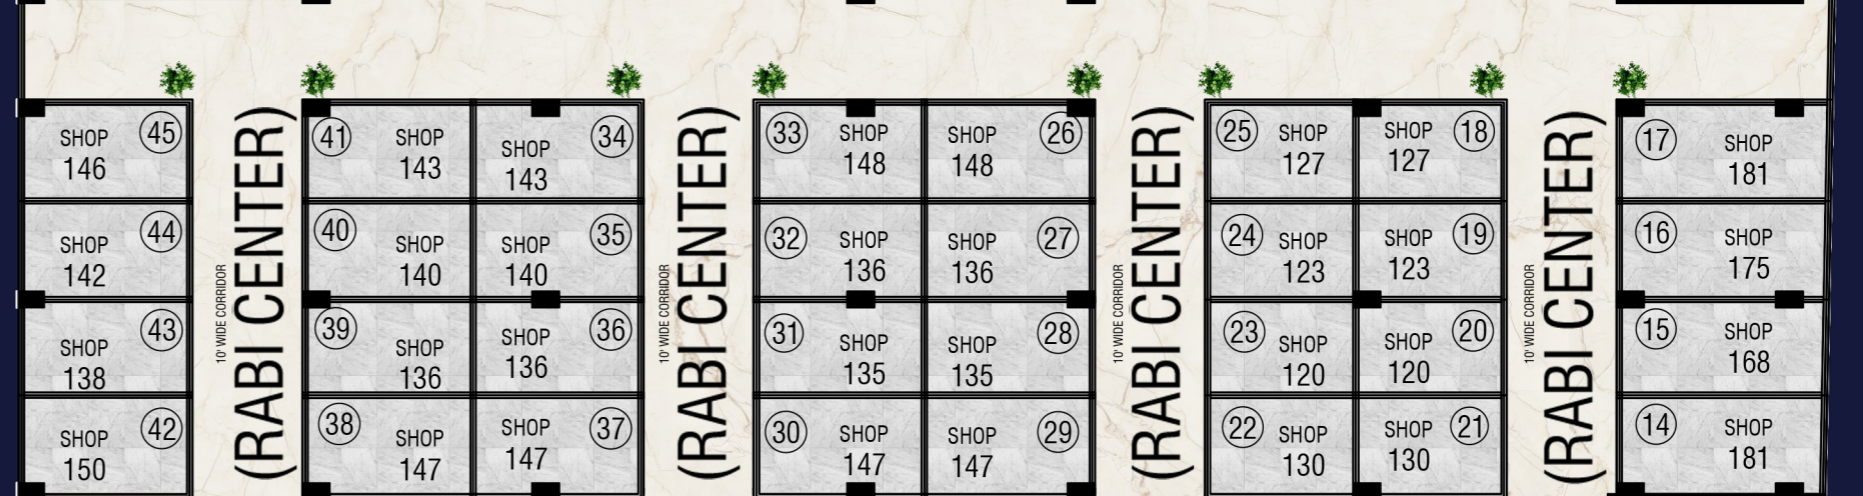 45
SHOP
146
44
SHOP
142
43
SHOP
138
42
SHOP
150
10' WIDE CORRIDOR
(RABI CENTER)
41
SHOP
143
34
SHOP
143
40
SHOP
140
35
SHOP
140
39
SHOP
136
36
SHOP
136
38
SHOP
147
37
SHOP
147
10' WIDE CORRIDOR
(RABI CENTER)
33
SHOP
148
26
SHOP
148
32
SHOP
136
27
SHOP
136
31
SHOP
135
28
SHOP
135
30
SHOP
147
29
SHOP
147
10' WIDE CORRIDOR
(RABI CENTER)
25
SHOP
127
18
SHOP
127
24
SHOP
123
19
SHOP
123
23
SHOP
120
20
SHOP
120
22
SHOP
130
21
SHOP
130
10' WIDE CORRIDOR
(RABI CENTER)
17
SHOP
181
16
SHOP
175
15
SHOP
168
14
SHOP
181